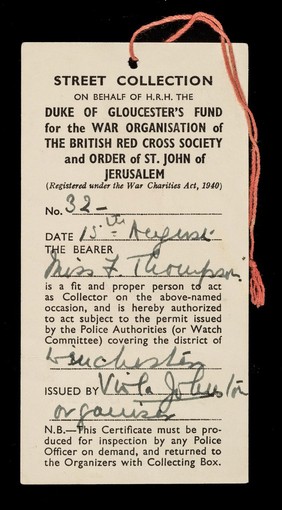 STREET COLLECTION
ON BEHALF OF H.R.H. THE
DUKE OF GLOUCESTER'S FUND
for the WAR ORGANISATION of
THE BRITISH RED CROSS SOCIETY
and ORDER of ST. JOHN of
JERUSALEM
(Registered under the War Charities Act, 1940)
No. 32-
DATE 15th August
THE BEARER
Miss F. Thompson
is a fit and proper person to act
as Collector on the above-named
occasion, and is hereby authorized
to act subject to the permit issued
by the Police Authorities (or Watch
Committee) covering the district of
Winchester
ISSUED BY Viola Johnston
organiser
N.B.—This Certificate must be pro-
duced for inspection by any Police
Officer on demand, and returned to
the Organizers with Collecting Box.